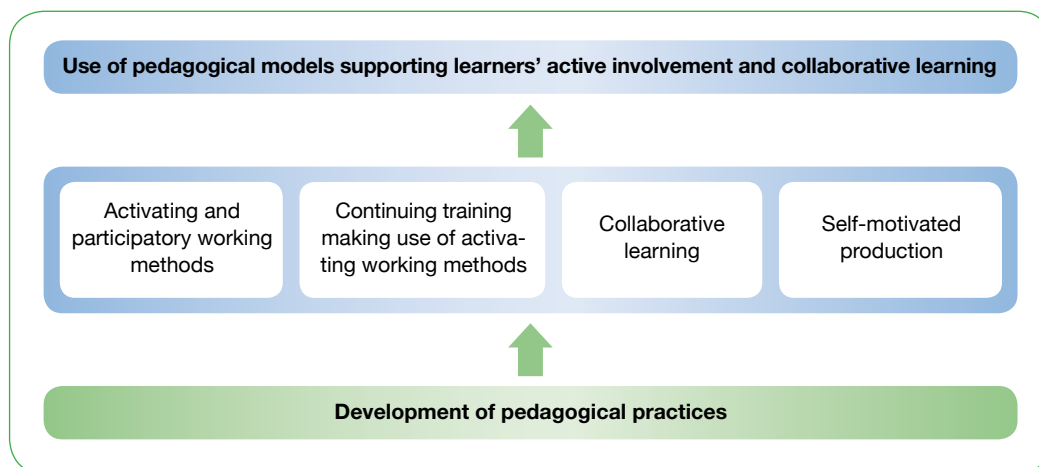 Use of pedagogical models supporting learners’ active involvement and collaborative learning
Activating and
participatory working
methods
Continuing training
making use of activa-
ting working methods
Collaborative
learning
Self-motivated
production
Development of pedagogical practices